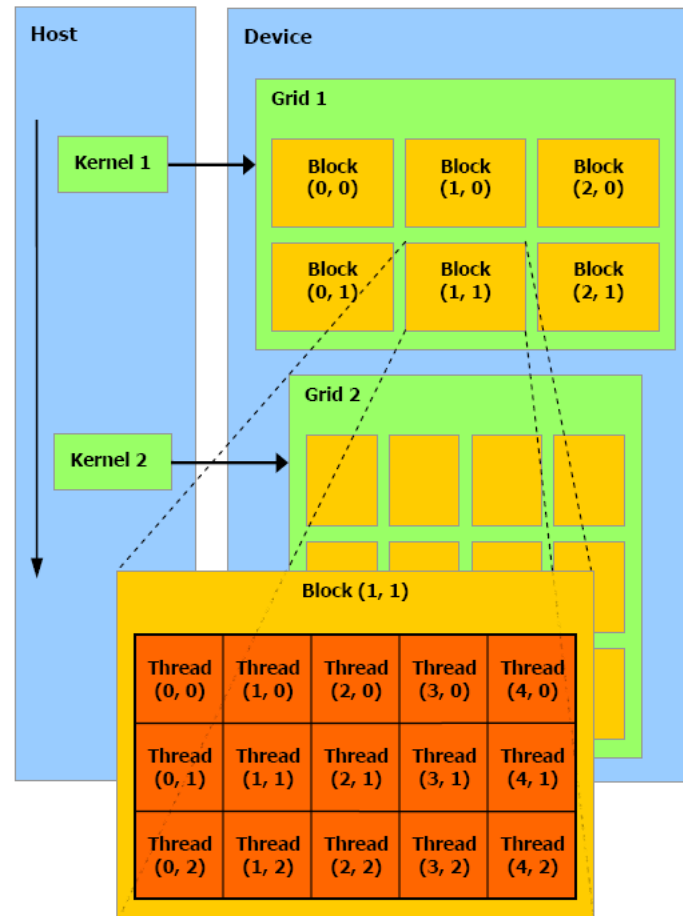 Host
Device
Grid 1
Kernel 1
Block
(0, 0)
Block
(1, 0)
Block
(2, 0)
Block
(0, 1)
Block
(1, 1)
Block
(2, 1)
Grid 2
Kernel 2
Block (1, 1)
Thread
(0, 0)
Thread
(1, 0)
Thread
(2, 0)
Thread
(3, 0)
Thread
(4, 0)
Thread
(0, 1)
Thread
(1, 1)
Thread
(2, 1)
Thread
(3, 1)
Thread
(4, 1)
Thread
(0, 2)
Thread
(1, 2)
Thread
(2, 2)
Thread
(3, 2)
Thread
(4, 2)